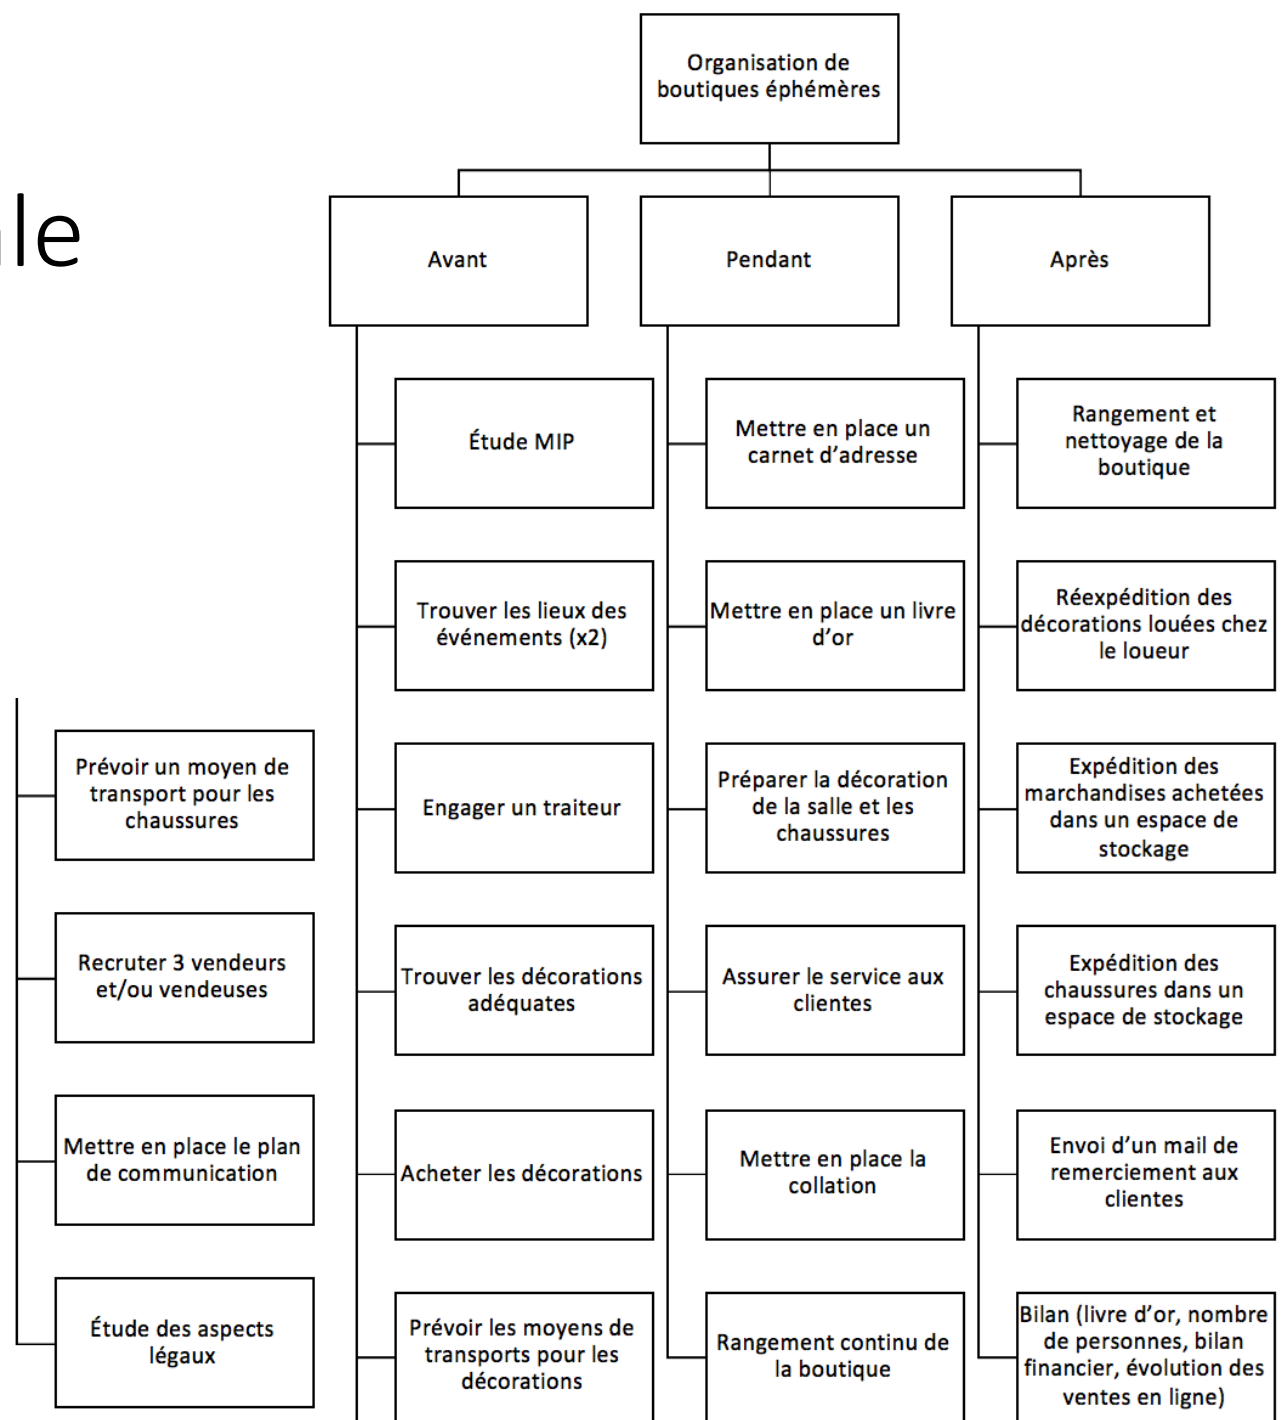 Organisation de
boutiques éphémères
le
Avant
Pendant
Après
Étude MIP
Trouver les lieux des
événements (x2)
Engager un traiteur
Trouver les décorations
adéquates
Acheter les décorations
Prévoir les moyens de
transports pour les
décorations
Prévoir un moyen de
transport pour les
chaussures
Recruter 3 vendeurs
et/ou vendeuses
Mettre en place le plan
de communication
Étude des aspects
légaux
Mettre en place un
carnet d’adresse
Mettre en place un livre
d’or
Préparer la décoration
de la salle et les
chaussures
Assurer le service aux
clientes
Mettre en place la
collation
Rangement continu de
la boutique
Rangement et
nettoyage de la
boutique
Réexpédition des
décorations louées chez
le loueur
Expédition des
marchandises achetées
dans un espace de
stockage
Expédition des
chaussures dans un
espace de stockage
Envoi d’un mail de
remerciement aux
clientes
Bilan (livre d’or, nombre
de personnes, bilan
financier, évolution des
ventes en ligne)